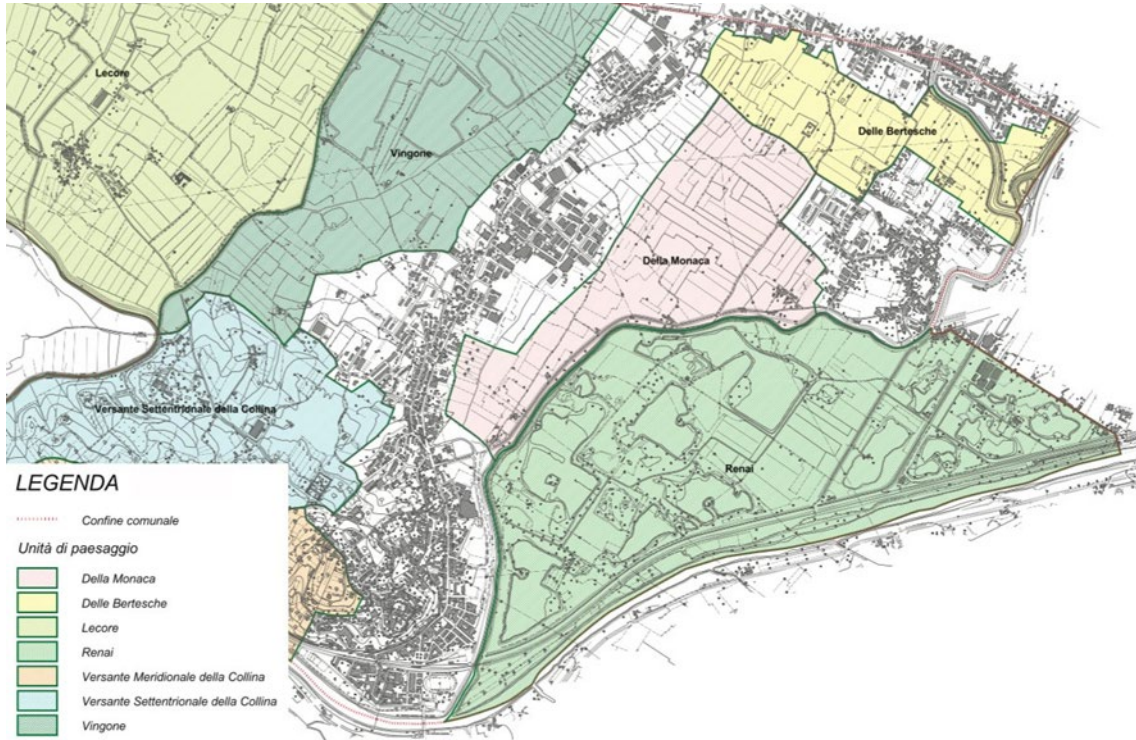 Lecore
Vingone
Delle Bertesche
Della Monaca
Versante Settentrionale della Collina
Renai
LEGENDA
Confine comunale
Unità di paesaggio
Della Monaca
Delle Bertesche
Lecore
Renai
Versante Meridionale della Collina
Versante Settentrionale della Collina
Vingone